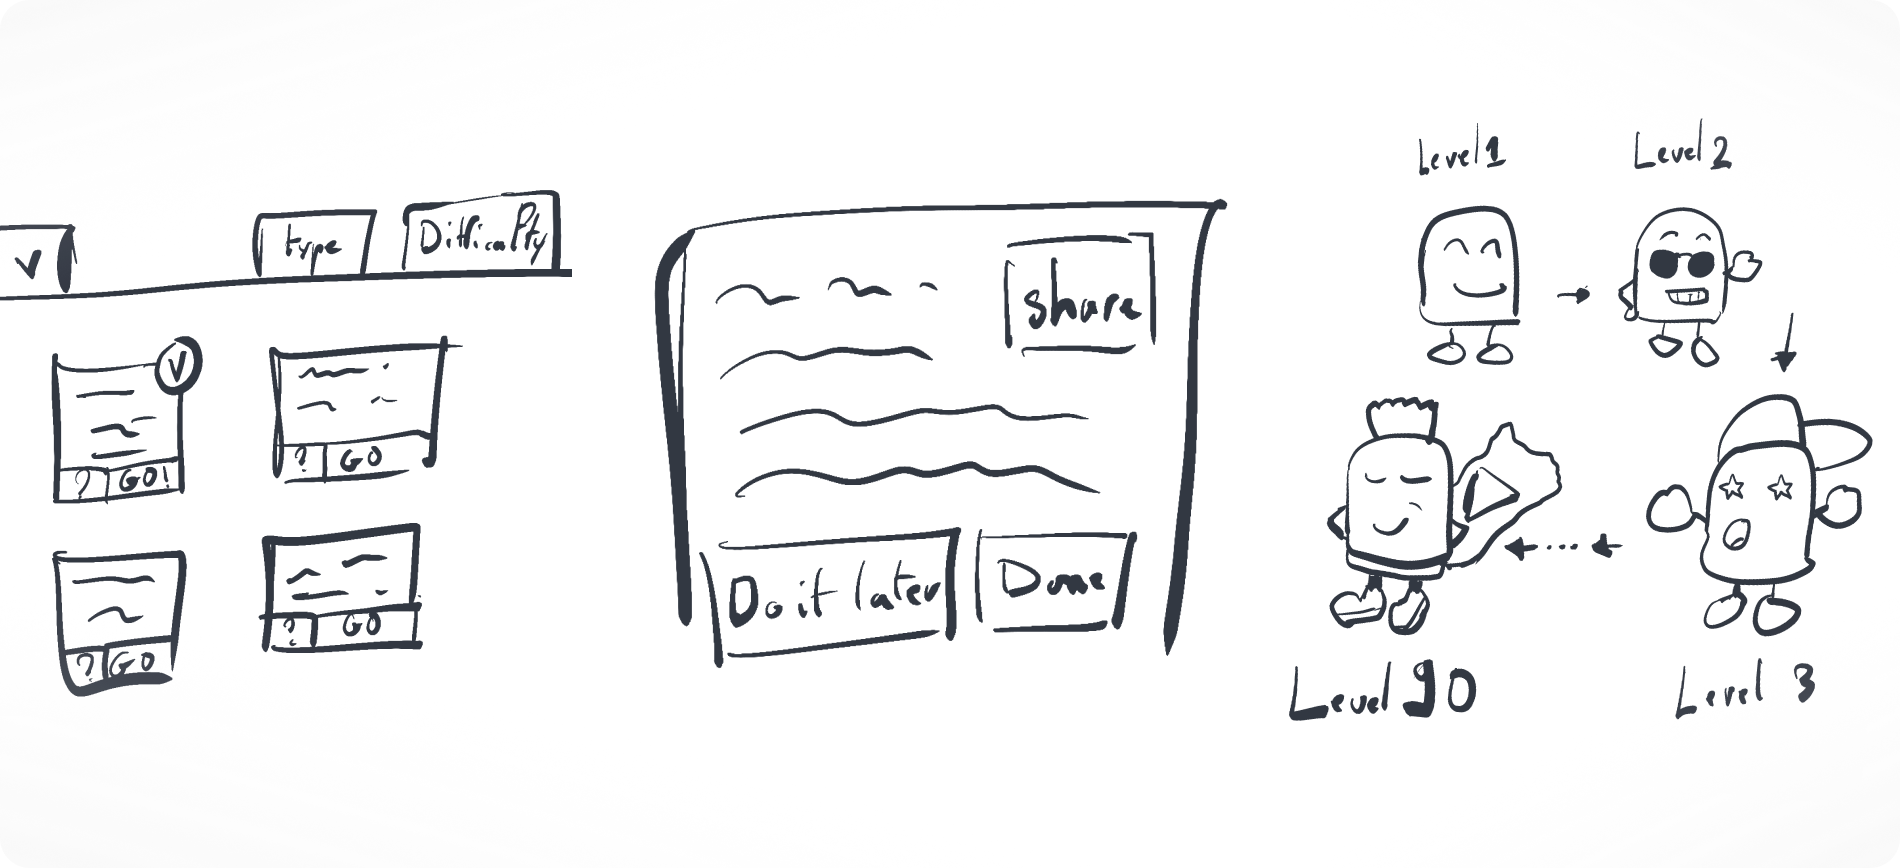 V
type
Difficulty
V
? GO!
? GO
? GO
? GO
share
Do it later
Done
Level 1
Level 2
Level 90
Level 3